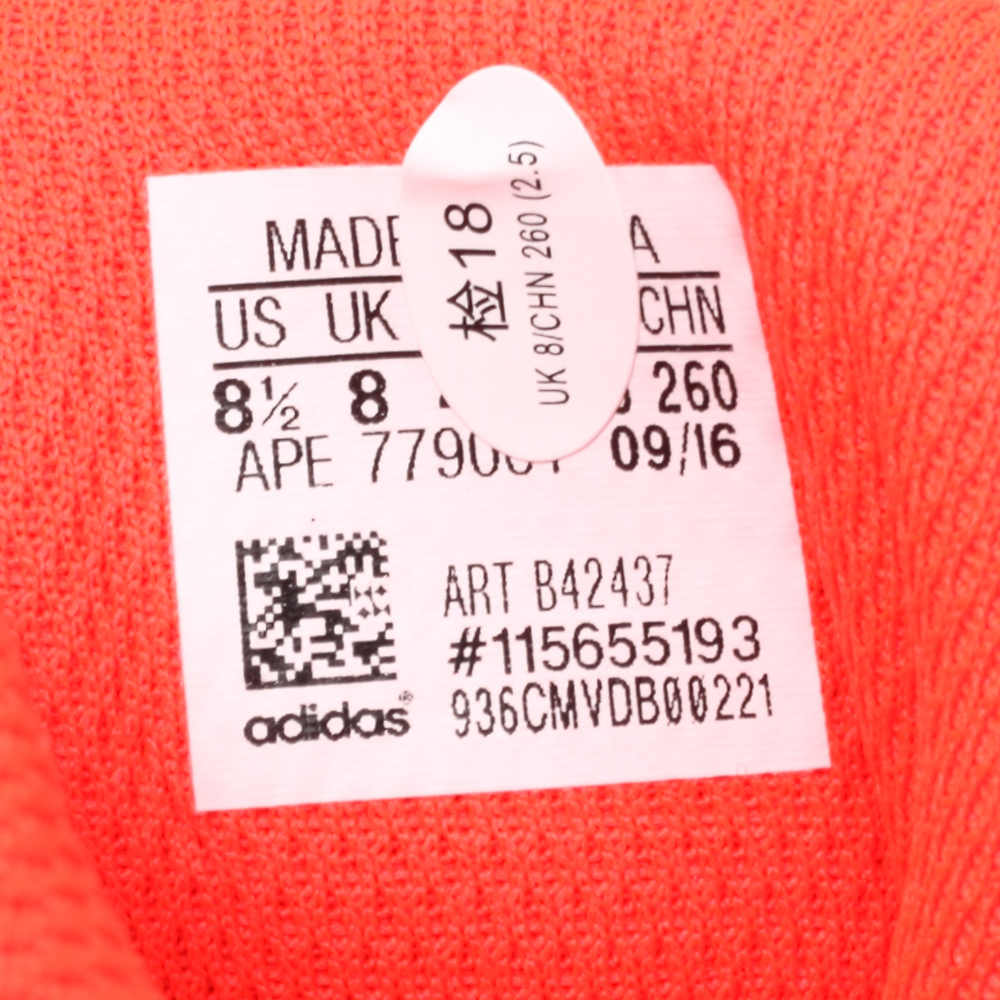 MADE A
US UK CHN
8½ 8 260
APE 09/16
检18
UK 8/CHN 260 (2.5)
ART B42437
#115655193
936CMVDB00221
adidas®